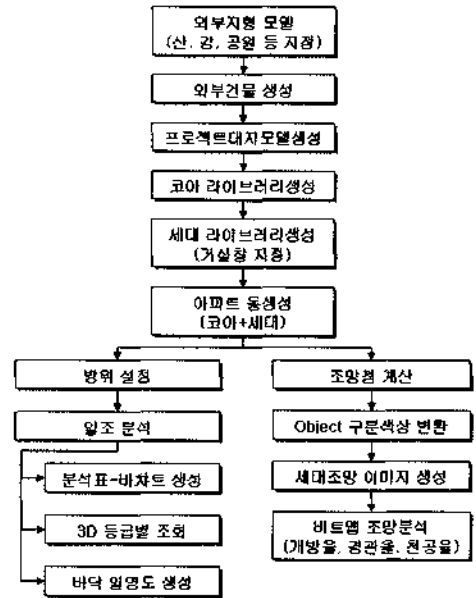 외부지형 모델
(산, 강, 공원 등 지정)
외부건물 생성
프로젝트대지모델생성
코아 라이브러리생성
세대 라이브러리생성
(거실창 지정)
아파트 동생성
(코아+세대)
방위 설정
일조 분석
분석표-바차트 생성
3D 등급별 조회
바닥 일영도 생성
조망점 계산
Object 구분색상 변환
세대조망 이미지 생성
비트맵 조망분석
(개방율, 경관율, 천공율)